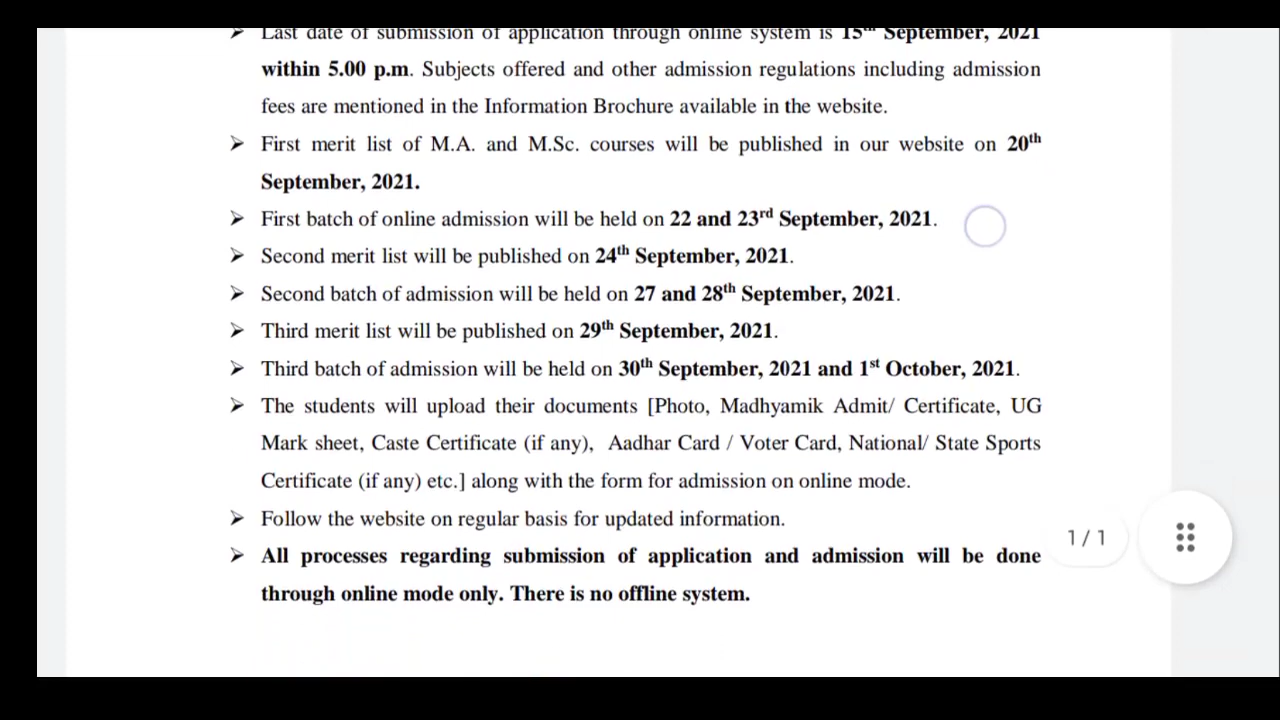 ➢ Last date of submission of application through online system is 15th September, 2021
within 5.00 p.m. Subjects offered and other admission regulations including admission
fees are mentioned in the Information Brochure available in the website.
➢ First merit list of M.A. and M.Sc. courses will be published in our website on 20th
September, 2021.
➢ First batch of online admission will be held on 22 and 23rd September, 2021.
➢ Second merit list will be published on 24th September, 2021.
➢ Second batch of admission will be held on 27 and 28th September, 2021.
➢ Third merit list will be published on 29th September, 2021.
➢ Third batch of admission will be held on 30th September, 2021 and 1st October, 2021.
➢ The students will upload their documents [Photo, Madhyamik Admit/ Certificate, UG
Mark sheet, Caste Certificate (if any), Aadhar Card / Voter Card, National/ State Sports
Certificate (if any) etc.] along with the form for admission on online mode.
➢ Follow the website on regular basis for updated information.
1 / 1
➢ All processes regarding submission of application and admission will be done
through online mode only. There is no offline system.